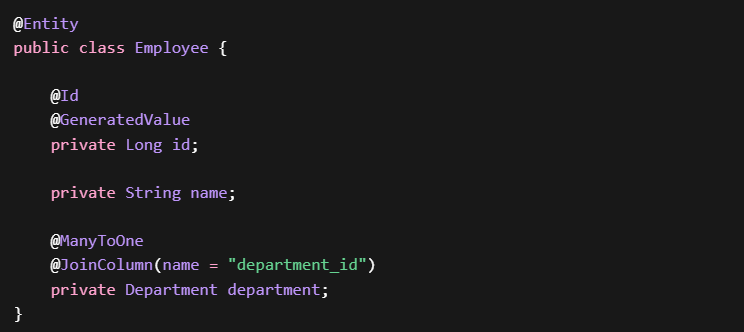 @Entity
public class Employee {
@Id
@GeneratedValue
private Long id;
private String name;
@ManyToOne
@JoinColumn(name = "department_id")
private Department department;
}